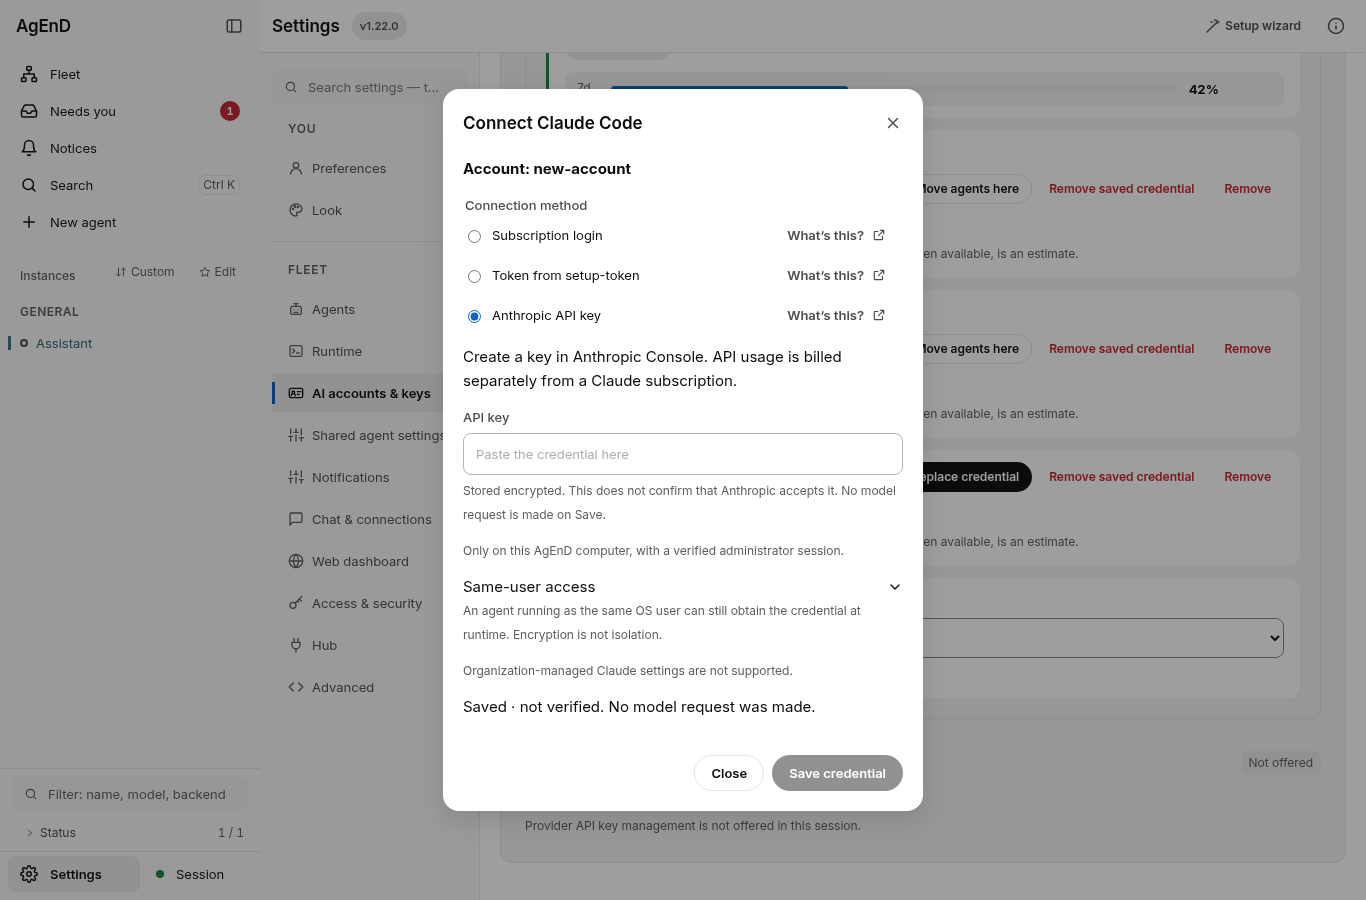 AgEnD
Fleet
Needs you
1
Notices
Search
Ctrl K
New agent
Instances
Custom
Edit
GENERAL
Assistant
Filter: name, model, backend
Status
1 / 1
Settings
Session
Settings
v1.22.0
Setup wizard
Search settings — t...
YOU
Preferences
Look
FLEET
Agents
Runtime
AI accounts & keys
Shared agent settings
Notifications
Chat & connections
Web dashboard
Access & security
Hub
Advanced
7d
42%
Move agents here
Remove saved credential
Remove
available, is an estimate.
Move agents here
Remove saved credential
Remove
available, is an estimate.
credential
Remove saved credential
Remove
available, is an estimate.
Not offered
Provider API key management is not offered in this session.
Connect Claude Code
Account: new-account
Connection method
Subscription login
What’s this?
Token from setup-token
What’s this?
Anthropic API key
What’s this?
Create a key in Anthropic Console. API usage is billed
separately from a Claude subscription.
API key
Paste the credential here
Stored encrypted. This does not confirm that Anthropic accepts it. No model
request is made on Save.
Only on this AgEnD computer, with a verified administrator session.
Same-user access
An agent running as the same OS user can still obtain the credential at
runtime. Encryption is not isolation.
Organization-managed Claude settings are not supported.
Saved · not verified. No model request was made.
Close
Save credential